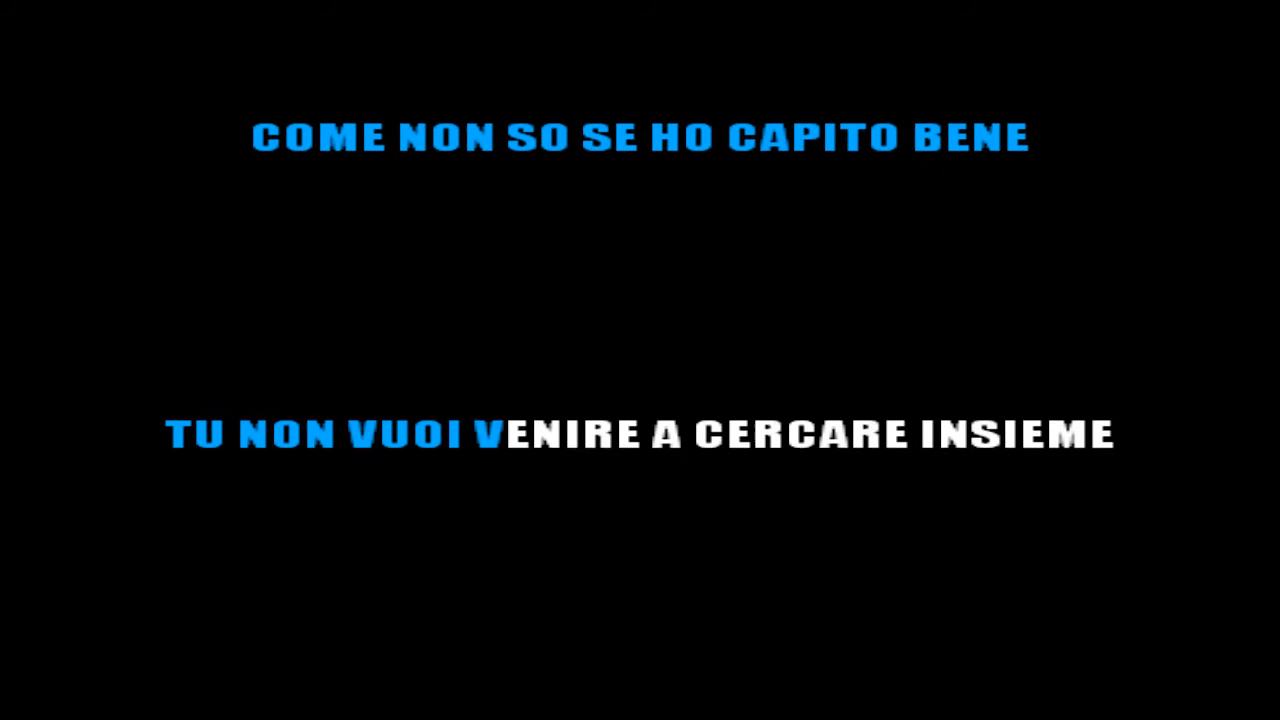 COME NON SO SE HO CAPITO BENE
TU NON VUOI VENIRE A CERCARE INSIEME